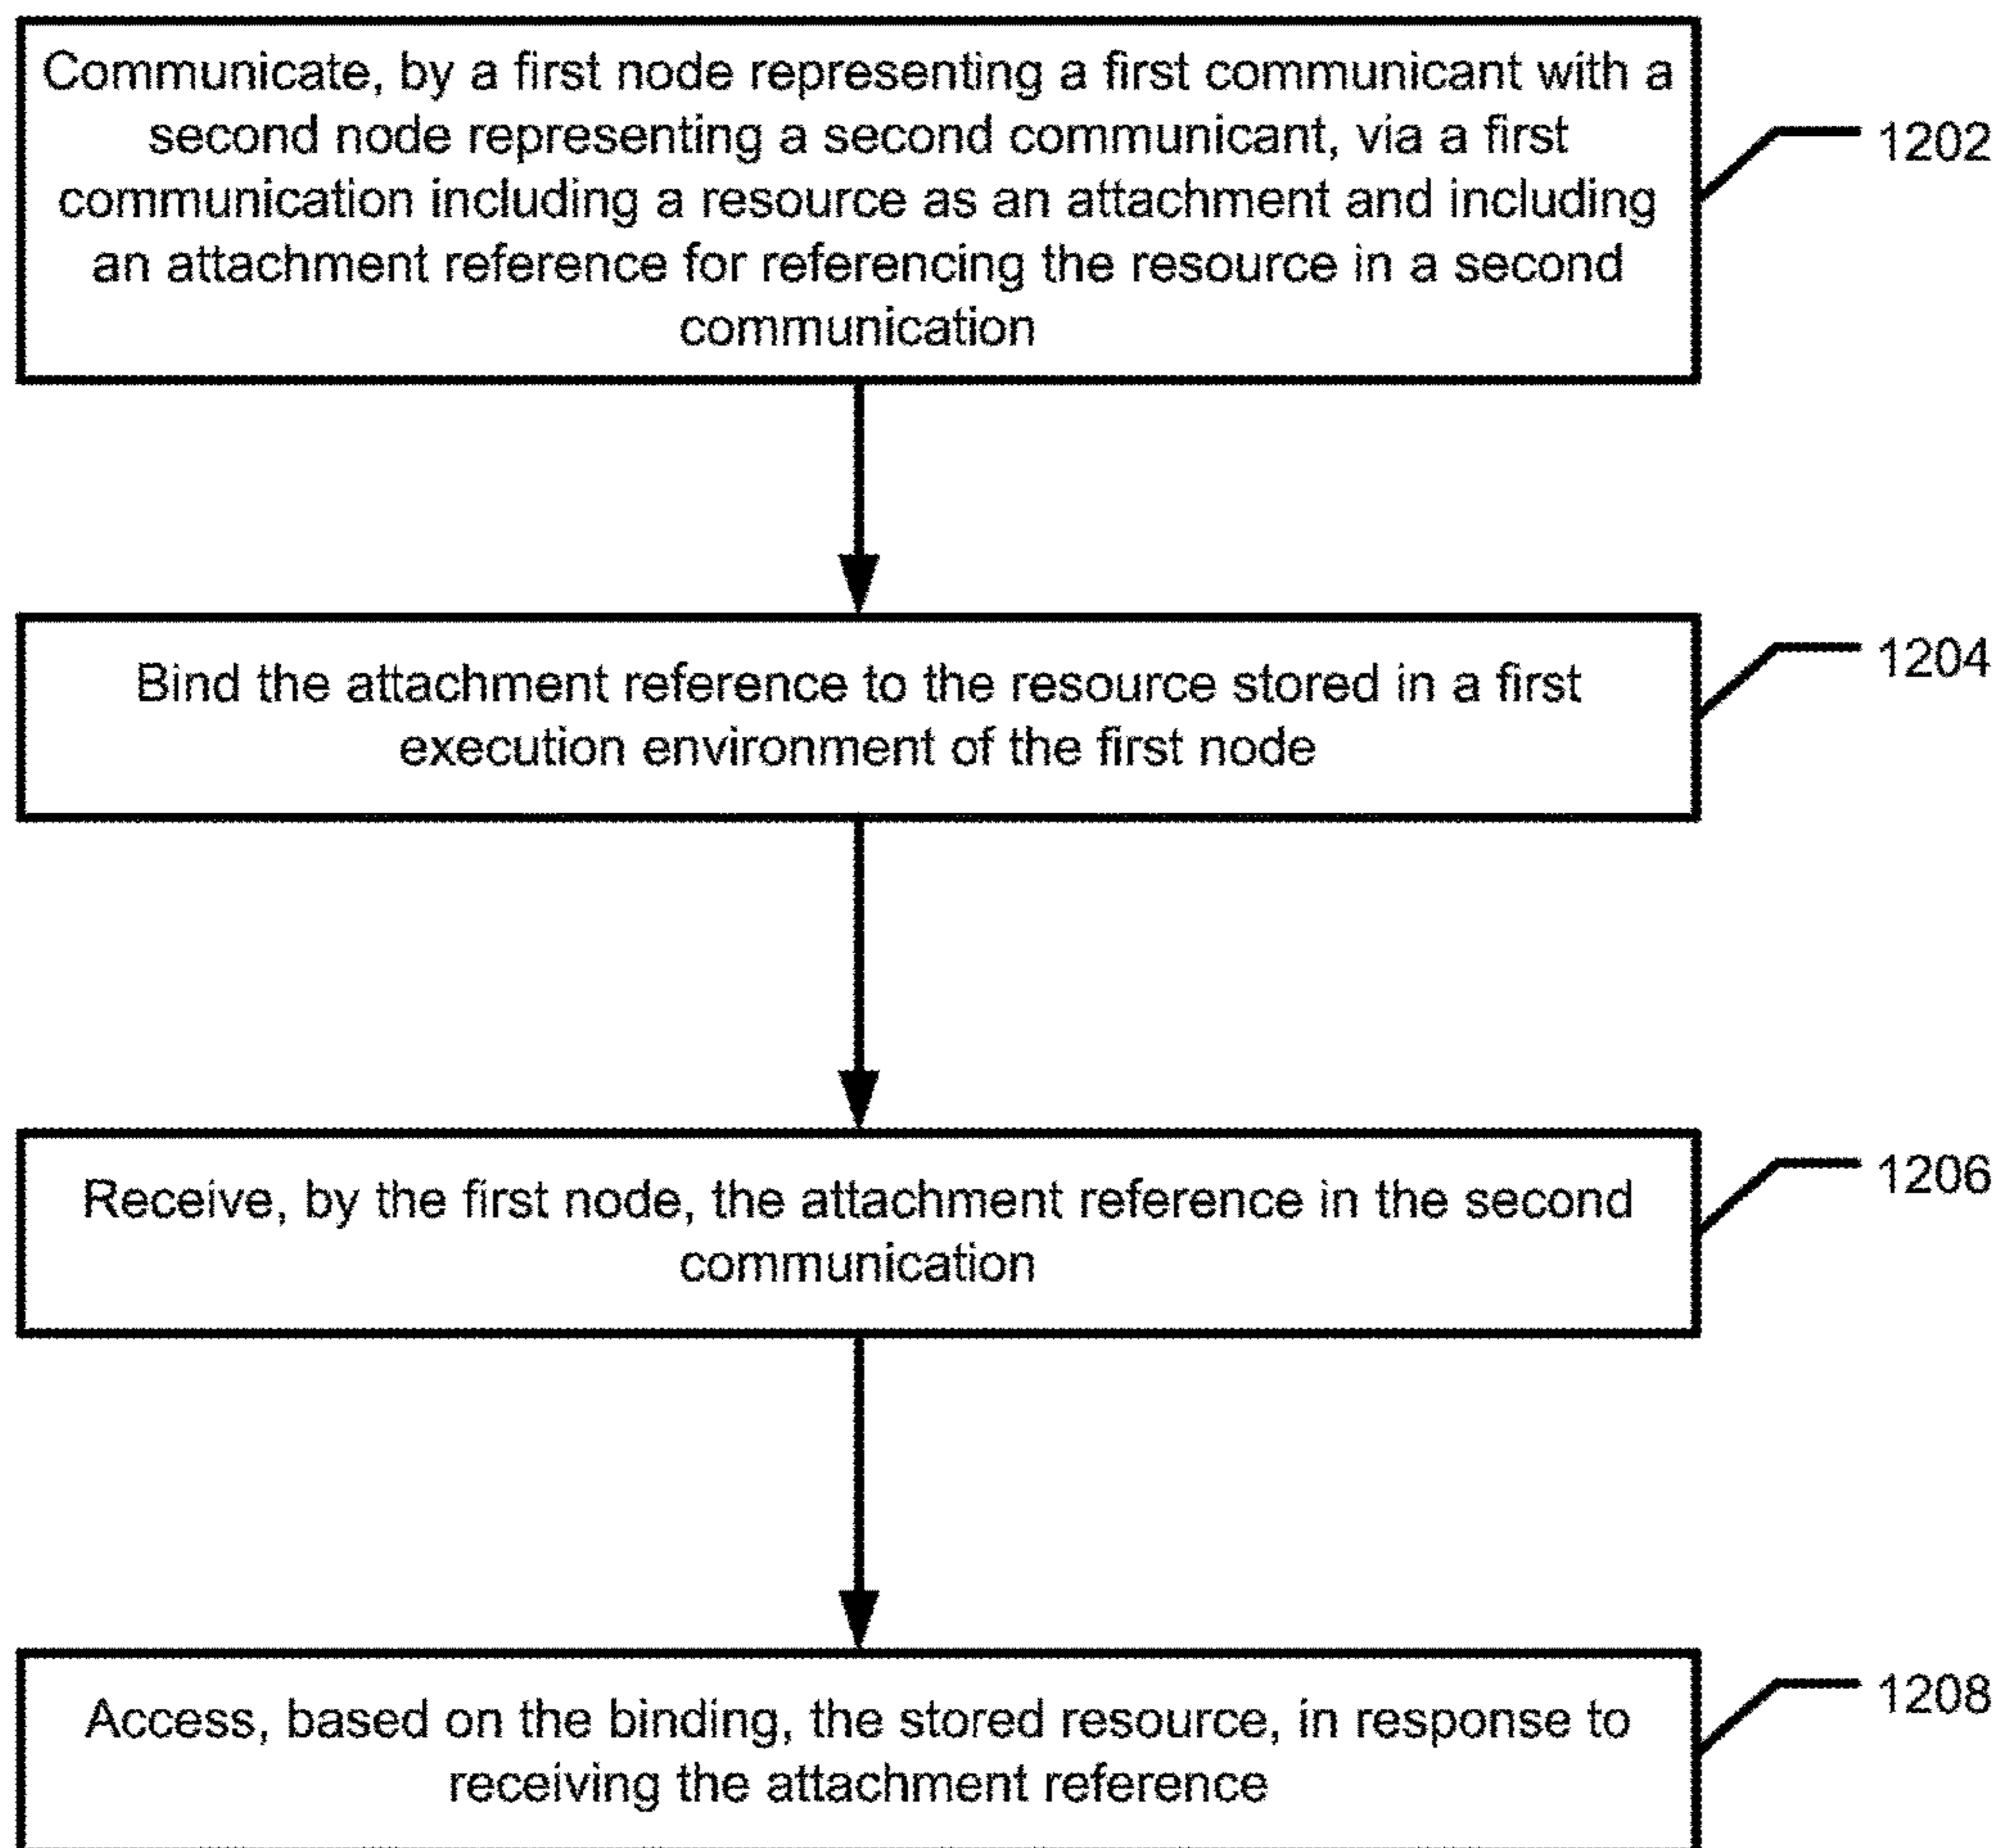 Communicate, by a first node representing a first communicant with a
second node representing a second communicant, via a first
communication including a resource as an attachment and including
an attachment reference for referencing the resource in a second
communication
1202
Bind the attachment reference to the resource stored in a first
execution environment of the first node
1204
Receive, by the first node, the attachment reference in the second
communication
1206
Access, based on the binding, the stored resource, in response to
receiving the attachment reference
1208